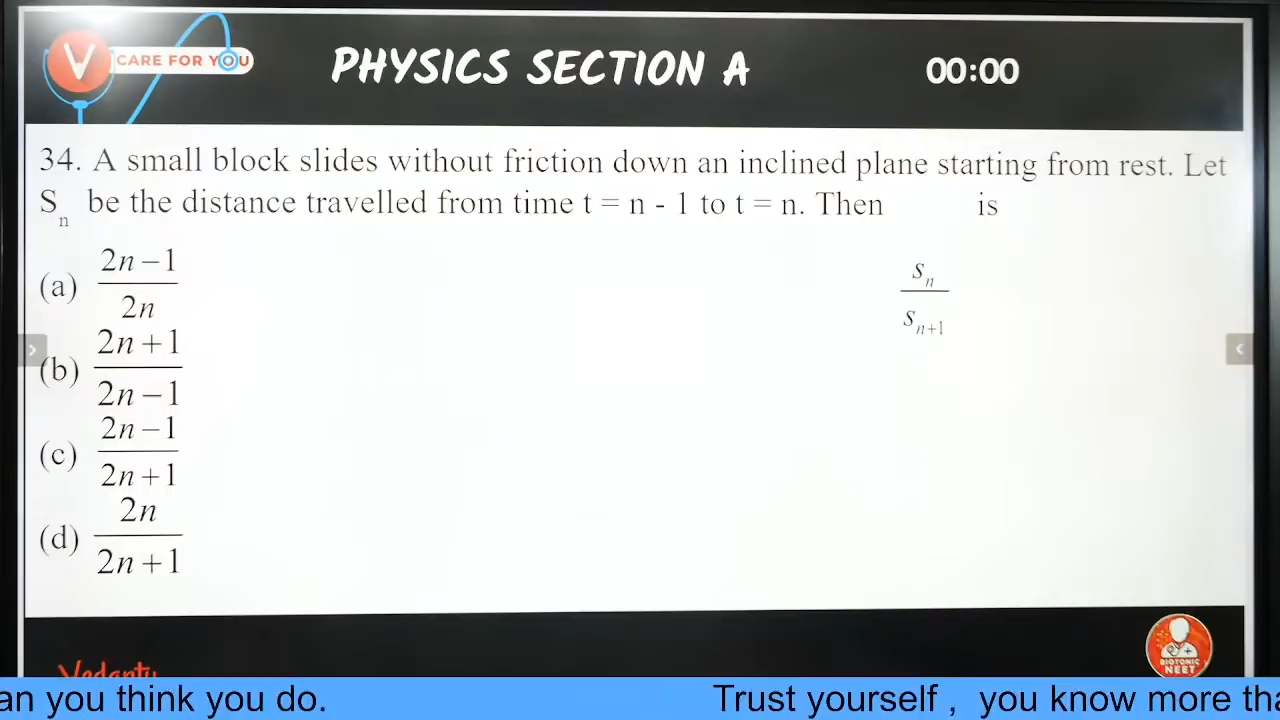 V CARE FOR YOU
PHYSICS SECTION A
00:00
34. A small block slides without friction down an inclined plane starting from rest. Let
Sn be the distance travelled from time t = n - 1 to t = n. Then is
Sn
Sn+1
(a) 2n−1
2n
(b) 2n+1
2n−1
(c) 2n−1
2n+1
(d) 2n
2n+1
BIOTONIC
NEET
an you think you do. Trust yourself , you know more tha